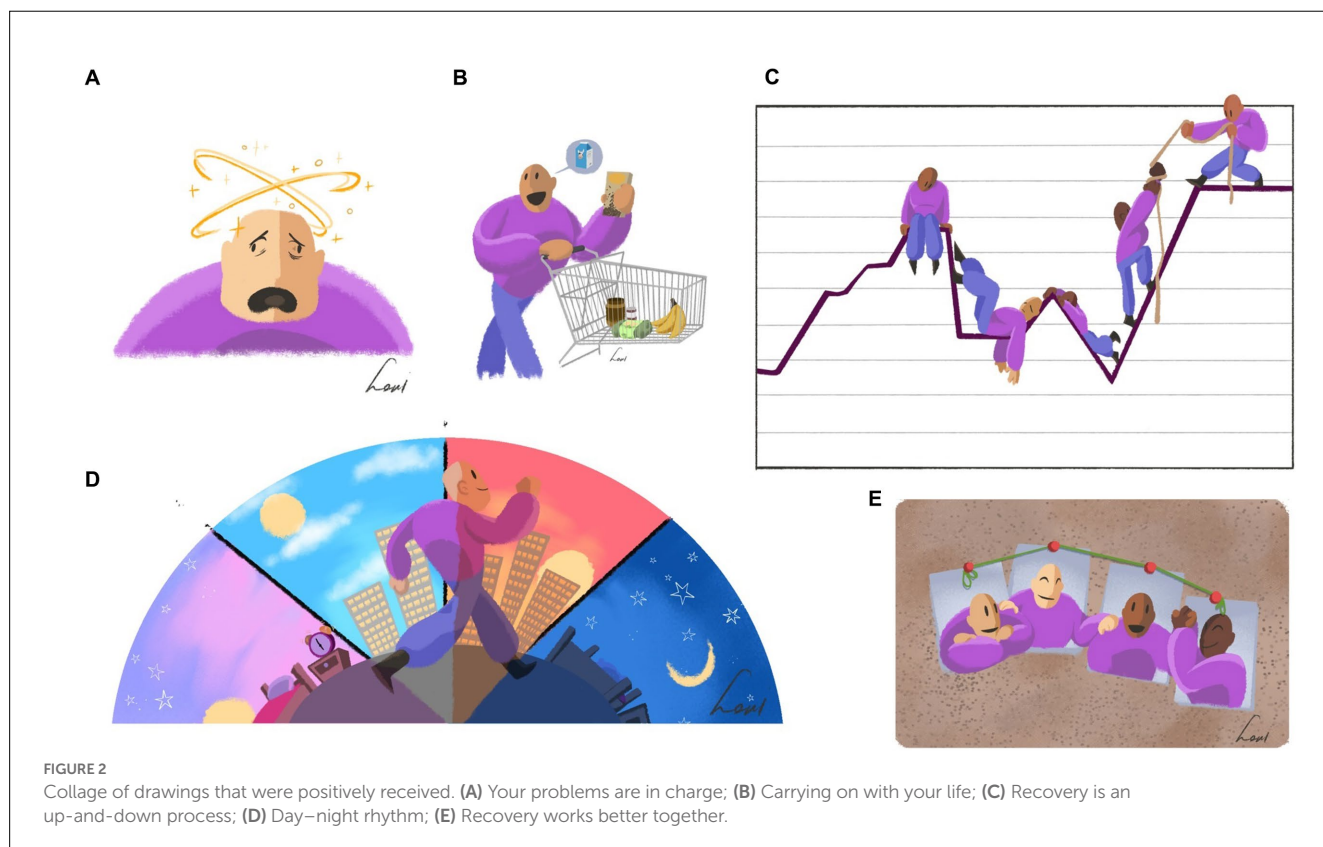 A
B
C
D
E
FIGURE 2
Collage of drawings that were positively received. (A) Your problems are in charge; (B) Carrying on with your life; (C) Recovery is an
up-and-down process; (D) Day–night rhythm; (E) Recovery works better together.